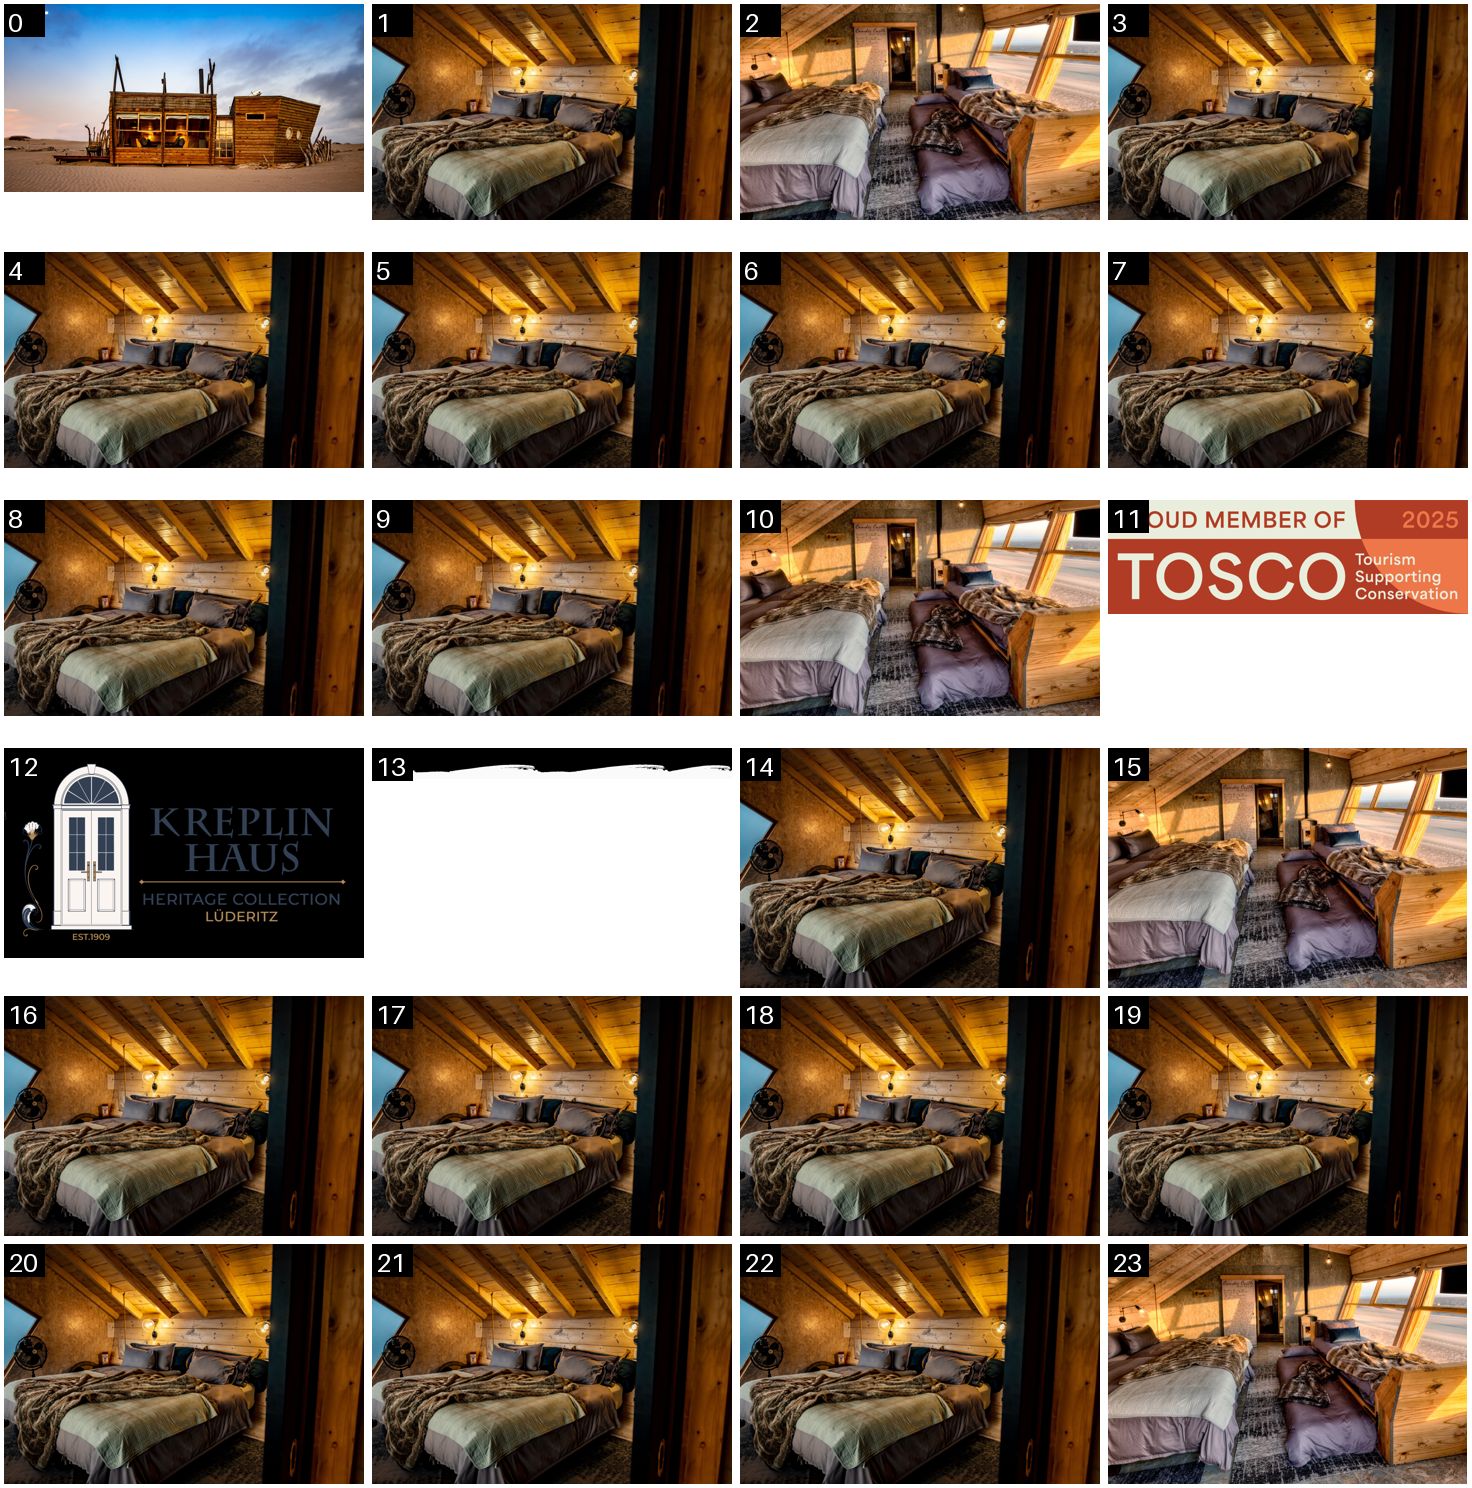 0
1
2
3
4
5
6
7
8
9
10
11
OUD MEMBER OF
2025
TOSCO
Tourism
Supporting
Conservation
12
KREPLIN
HAUS
HERITAGE COLLECTION
LÜDERITZ
EST.1909
13
14
15
16
17
18
19
20
21
22
23